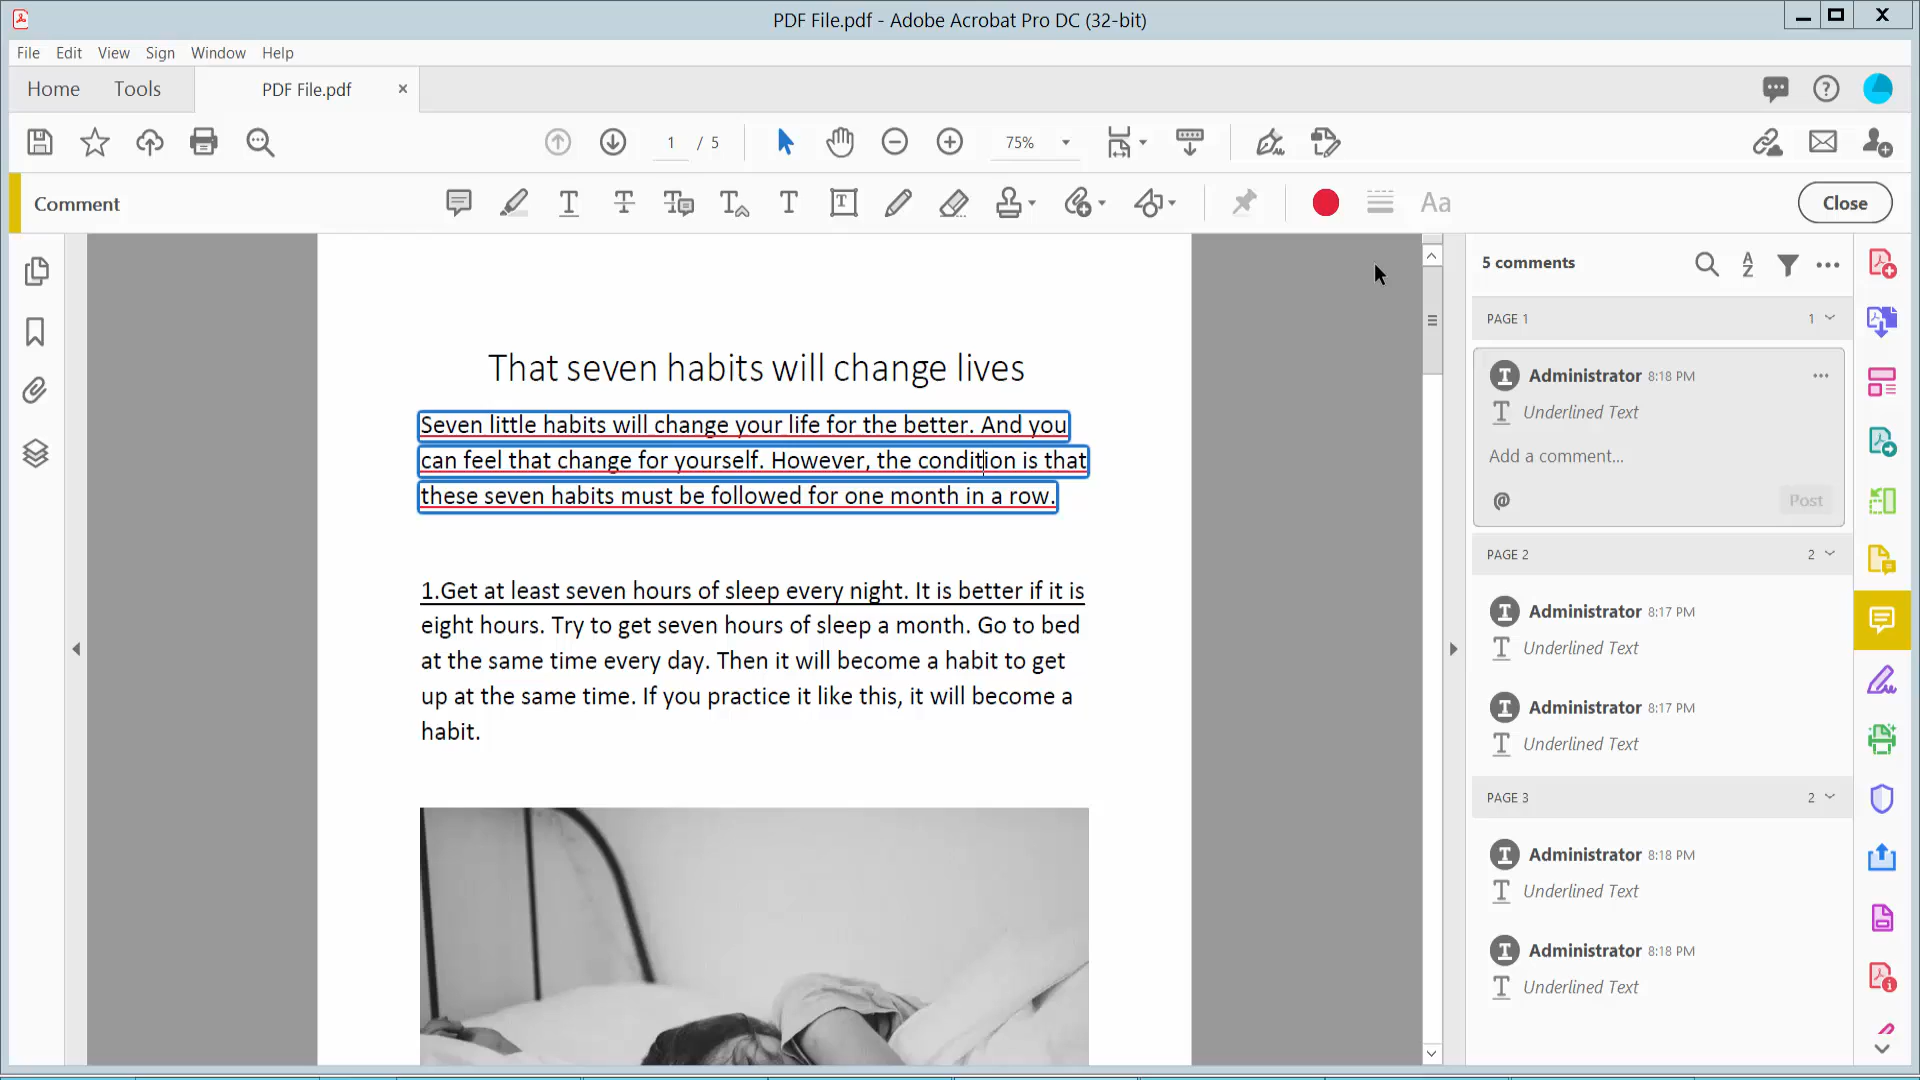 PDF File.pdf - Adobe Acrobat Pro DC (32-bit)
File Edit View Sign Window Help
Home Tools PDF File.pdf ×
1 / 5 75%
Comment
T T T T T T
Aa
Close
5 comments
A
Z
PAGE 1 1
Administrator 8:18 PM
Underlined Text
Add a comment...
@ Post
PAGE 2 2
Administrator 8:17 PM
Underlined Text
Administrator 8:17 PM
Underlined Text
PAGE 3 2
Administrator 8:18 PM
Underlined Text
Administrator 8:18 PM
Underlined Text
That seven habits will change lives
Seven little habits will change your life for the better. And you
can feel that change for yourself. However, the condition is that
these seven habits must be followed for one month in a row.
1.Get at least seven hours of sleep every night. It is better if it is
eight hours. Try to get seven hours of sleep a month. Go to bed
at the same time every day. Then it will become a habit to get
up at the same time. If you practice it like this, it will become a
habit.